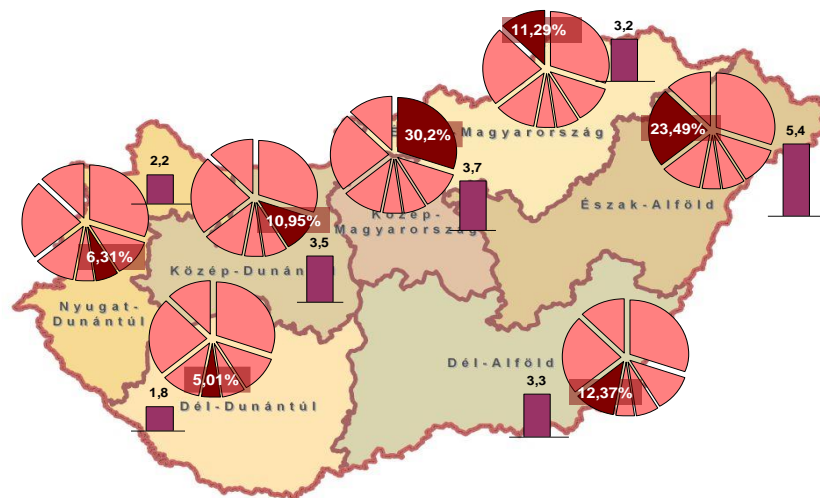 11,29%
3,2
30,2%
Magyarország
23,49%
5,4
2,2
3,7
10,95%
Közép-
Magyarország
Észak-Alföld
6,31%
3,5
Közép-Dunántúl
Nyugat-
Dunántúl
5,01%
Dél-Alföld
12,37%
3,3
1,8
Dél-Dunántúl